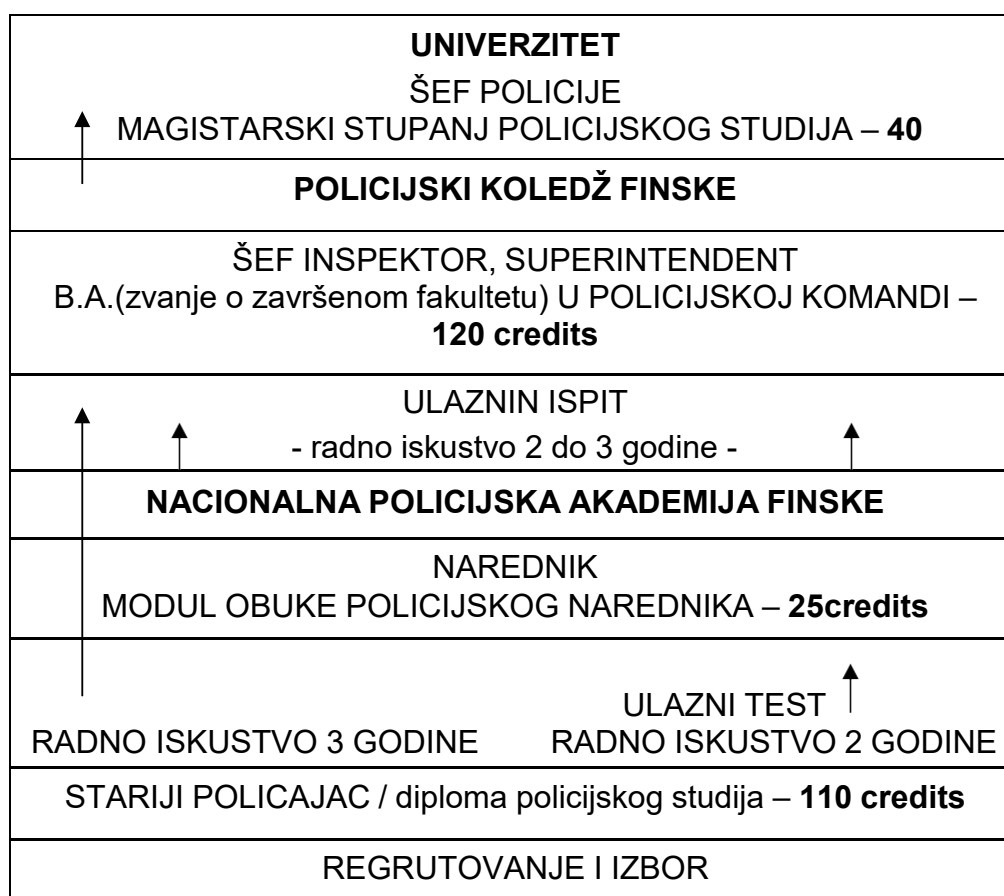 UNIVERZITET
ŠEF POLICIJE
MAGISTARSKI STUPANJ POLICIJSKOG STUDIJA – 40
POLICIJSKI KOLEDŽ FINSKE
ŠEF INSPEKTOR, SUPERINTENDENT
B.A.(zvanje o završenom fakultetu) U POLICIJSKOJ KOMANDI –
120 credits
ULAZNIN ISPIT
- radno iskustvo 2 do 3 godine -
NACIONALNA POLICIJSKA AKADEMIJA FINSKE
NAREDNIK
MODUL OBUKE POLICIJSKOG NAREDNIKA – 25credits
ULAZNI TEST
RADNO ISKUSTVO 3 GODINE RADNO ISKUSTVO 2 GODINE
STARIJI POLICAJAC / diploma policijskog studija – 110 credits
REGRUTOVANJE I IZBOR